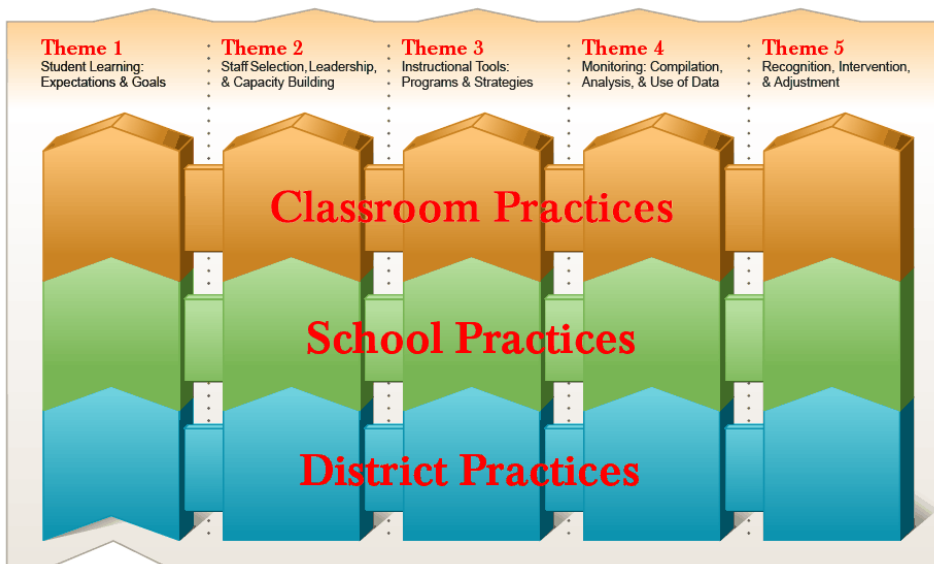 Theme 1
Student Learning:
Expectations & Goals
Theme 2
Staff Selection, Leadership,
& Capacity Building
Theme 3
Instructional Tools:
Programs & Strategies
Theme 4
Monitoring: Compilation,
Analysis, & Use of Data
Theme 5
Recognition, Intervention,
& Adjustment
Classroom Practices
School Practices
District Practices